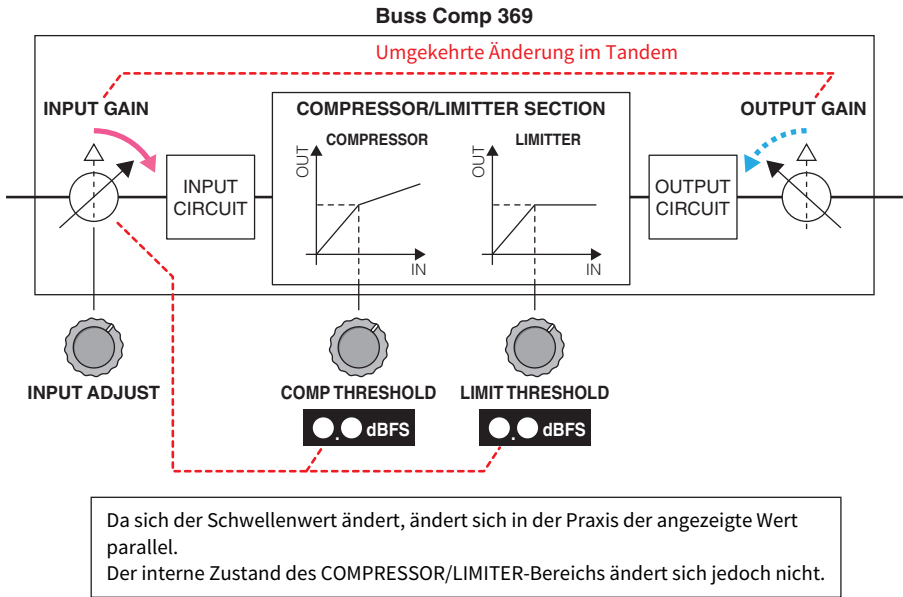 Buss Comp 369
Umgekehrte Änderung im Tandem
INPUT GAIN
COMPRESSOR/LIMITTER SECTION
OUTPUT GAIN
COMPRESSOR
LIMITTER
OUT
OUT
INPUT
CIRCUIT
OUTPUT
CIRCUIT
IN
IN
INPUT ADJUST
COMP THRESHOLD
LIMIT THRESHOLD
●.● dBFS
●.● dBFS
Da sich der Schwellenwert ändert, ändert sich in der Praxis der angezeigte Wert
parallel.
Der interne Zustand des COMPRESSOR/LIMITER-Bereichs ändert sich jedoch nicht.